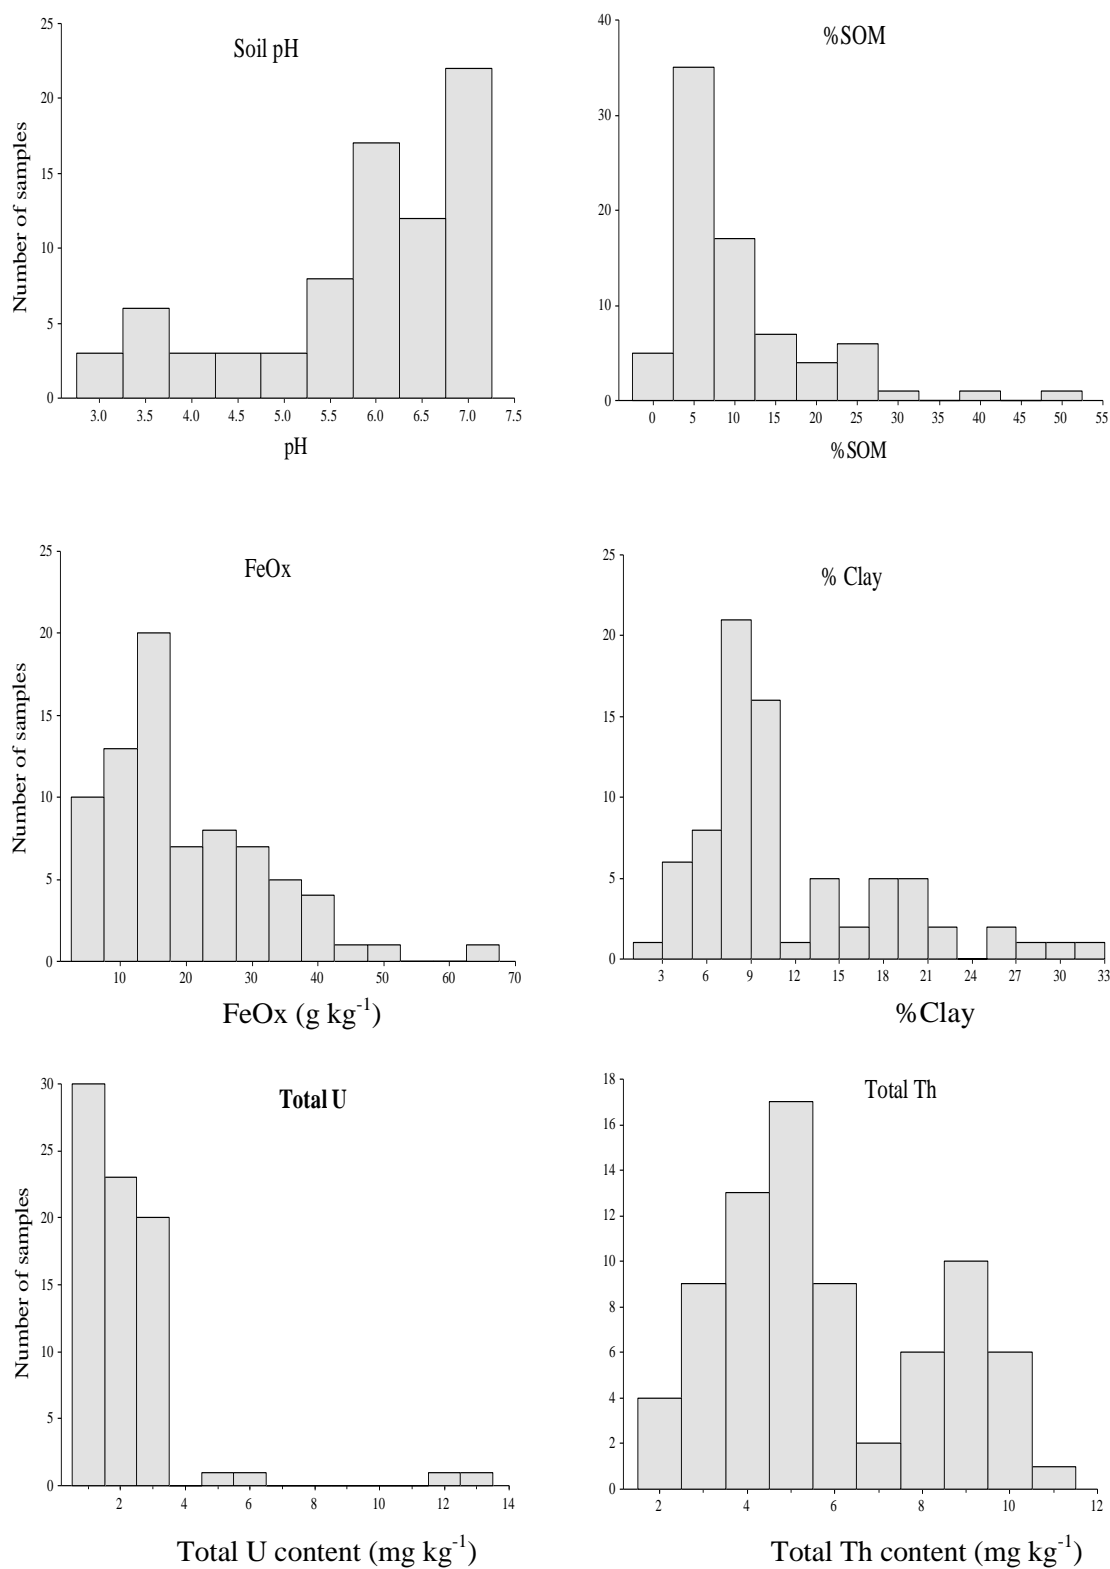 Soil pH
Number of samples
25
20
15
10
5
0
3.0 3.5 4.0 4.5 5.0 5.5 6.0 6.5 7.0 7.5
pH
%SOM
40
30
20
10
0
0 5 10 15 20 25 30 35 40 45 50 55
%SOM
FeOx
Number of samples
25
20
15
10
5
0
10 20 30 40 50 60 70
FeOx (g kg-1)
% Clay
25
20
15
10
5
0
3 6 9 12 15 18 21 24 27 30 33
%Clay
Total U
Number of samples
30
25
20
15
10
5
0
2 4 6 8 10 12 14
Total U content (mg kg-1)
Total Th
18
16
14
12
10
8
6
4
2
0
2 4 6 8 10 12
Total Th content (mg kg-1)